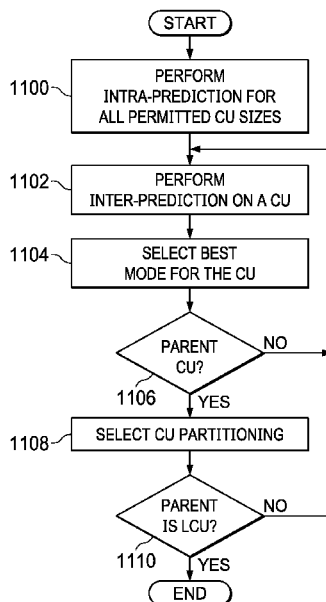 START
1100
PERFORM
INTRA-PREDICTION FOR
ALL PERMITTED CU SIZES
1102
PERFORM
INTER-PREDICTION ON A CU
1104
SELECT BEST
MODE FOR THE CU
PARENT
CU?
NO
1106
YES
1108
SELECT CU PARTITIONING
PARENT
IS LCU?
NO
1110
YES
END